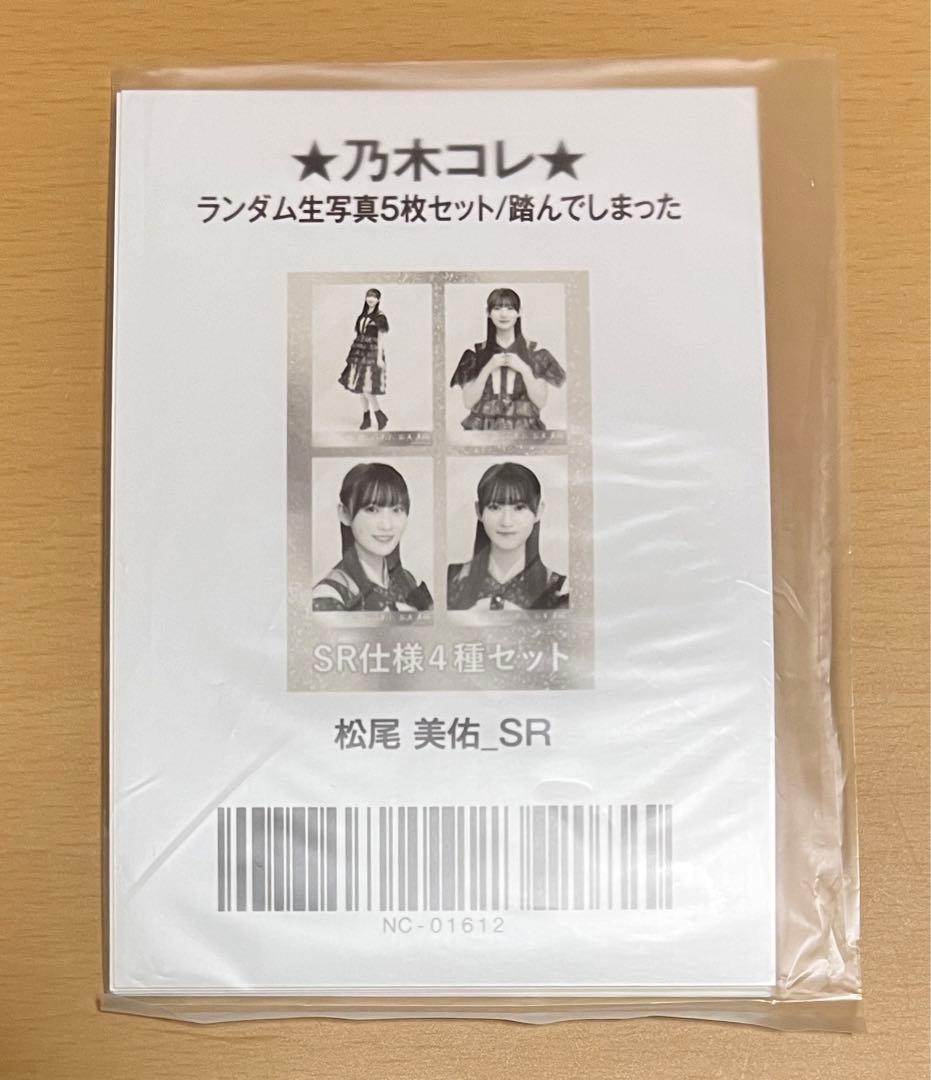 ★乃木コレ★
ランダム生写真5枚セット/踏んでしまった
SR仕様4種セット
松尾 美佑_SR
NC-01612